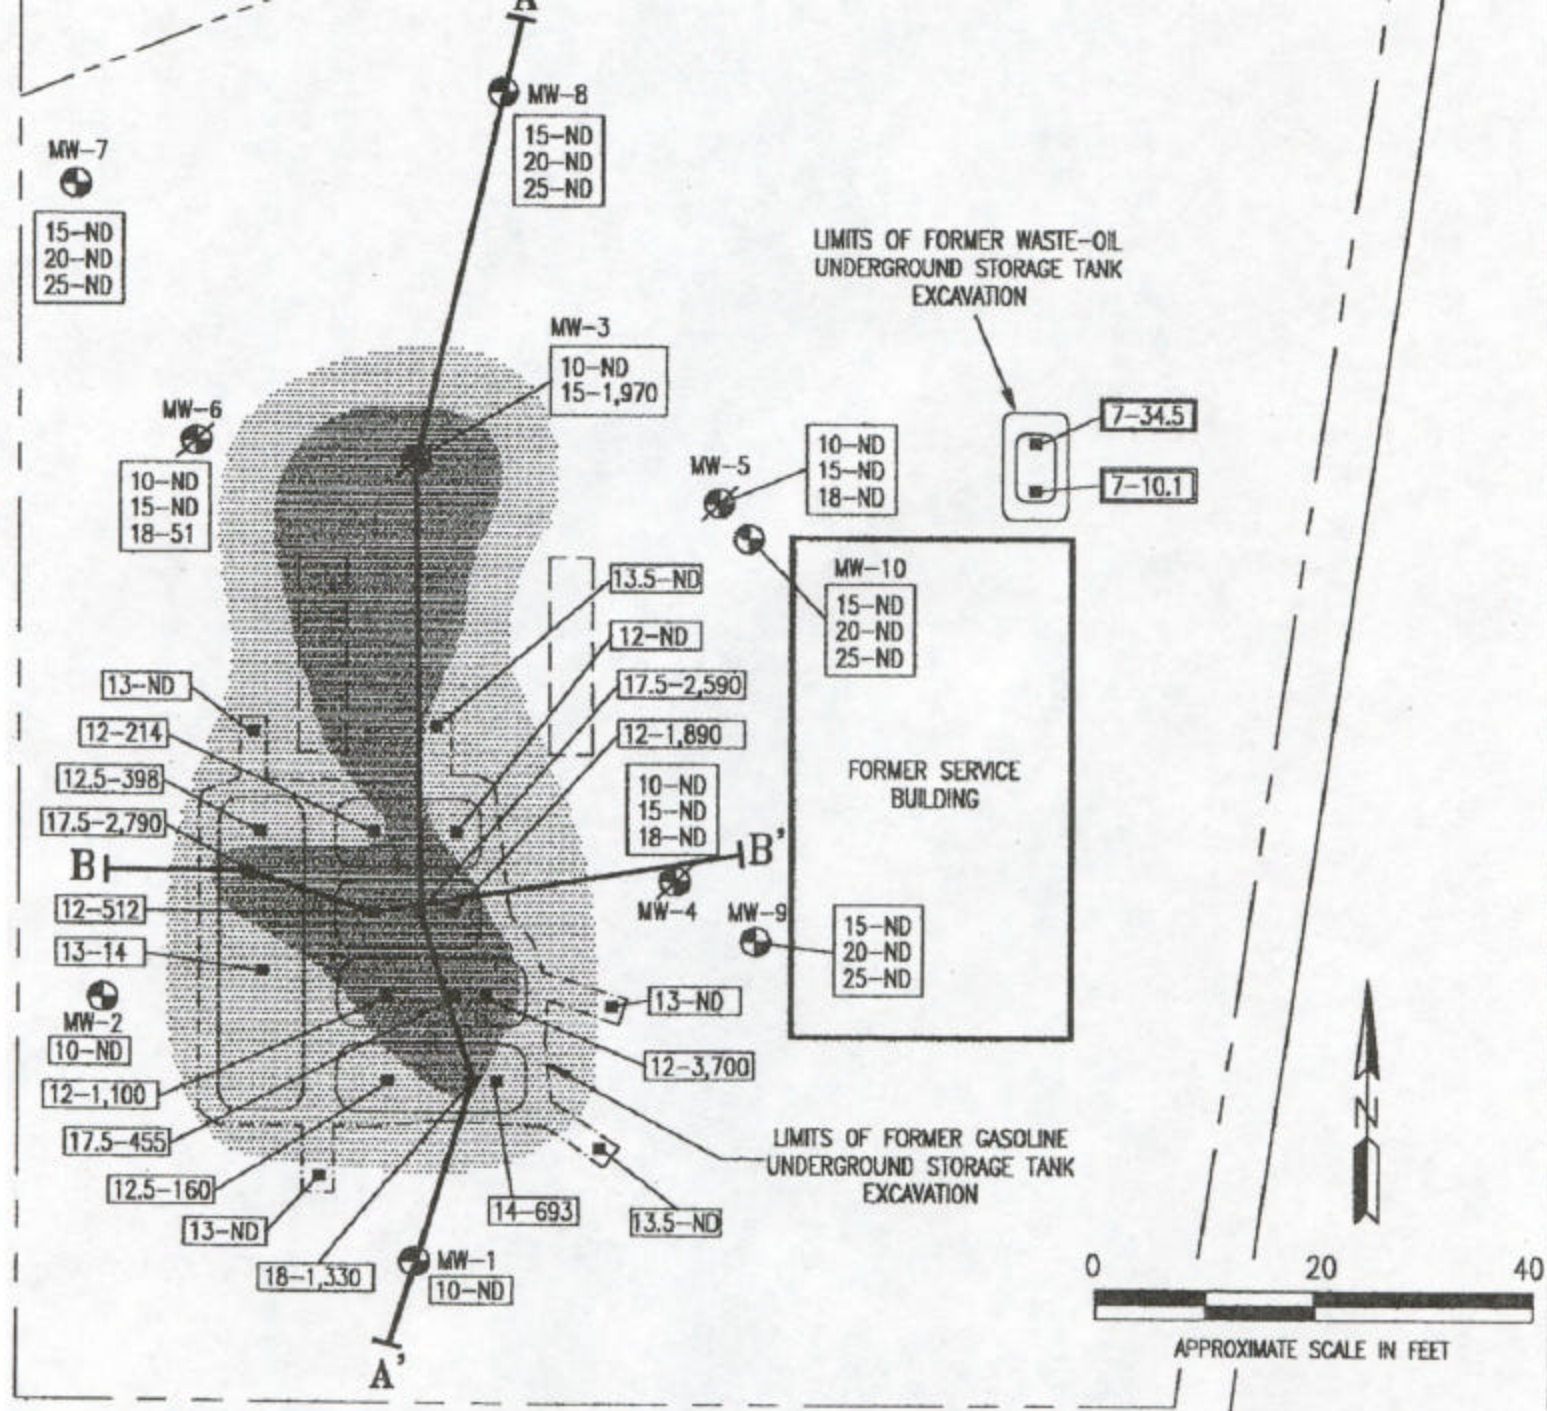 A
MW-8
15-ND
20-ND
25-ND
MW-7
15-ND
20-ND
25-ND
LIMITS OF FORMER WASTE-OIL
UNDERGROUND STORAGE TANK
EXCAVATION
MW-3
10-ND
15-1,970
MW-6
10-ND
15-ND
18-51
MW-5
10-ND
15-ND
18-ND
7-34.5
7-10.1
MW-10
15-ND
20-ND
25-ND
13.5-ND
12-ND
17.5-2,590
12-1,890
13-ND
12-214
12.5-398
17.5-2,790
10-ND
15-ND
18-ND
FORMER SERVICE
BUILDING
B
B'
12-512
MW-4
MW-9
15-ND
20-ND
25-ND
13-14
MW-2
10-ND
13-ND
12-1,100
12-3,700
17.5-455
LIMITS OF FORMER GASOLINE
UNDERGROUND STORAGE TANK
EXCAVATION
12.5-160
14-693
13.5-ND
13-ND
18-1,330
MW-1
10-ND
A'
N
0 20 40
APPROXIMATE SCALE IN FEET